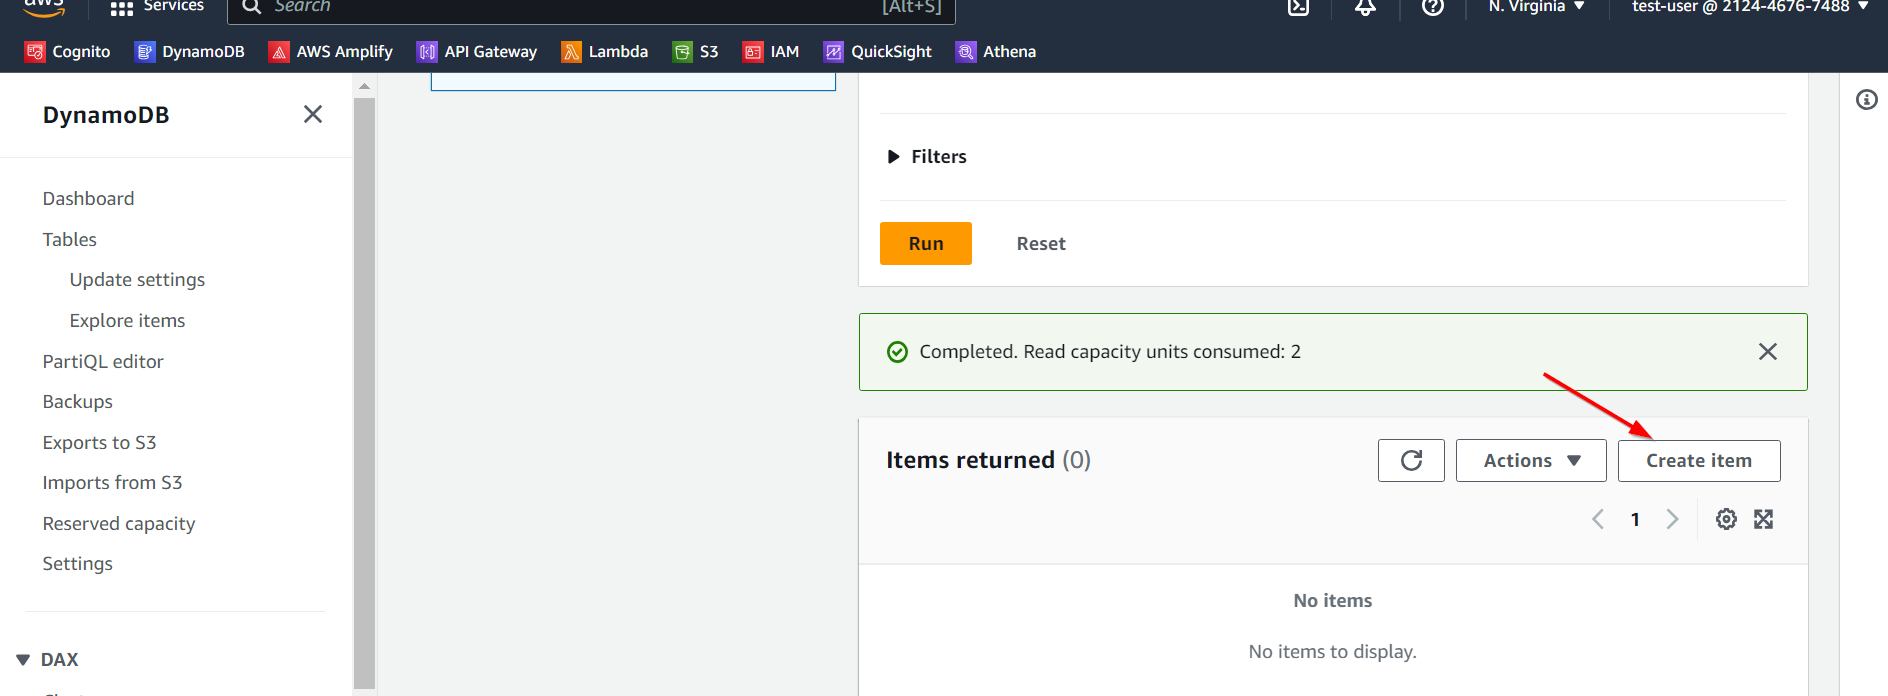 aws
Services
Search
[Alt+S]
N. Virginia
test-user @ 2124-4676-7488
Cognito
DynamoDB
AWS Amplify
API Gateway
Lambda
S3
IAM
QuickSight
Athena
DynamoDB
Dashboard
Tables
Update settings
Explore items
PartiQL editor
Backups
Exports to S3
Imports from S3
Reserved capacity
Settings
DAX
Filters
Run
Reset
Completed. Read capacity units consumed: 2
Items returned (0)
Actions
Create item
1
No items
No items to display.